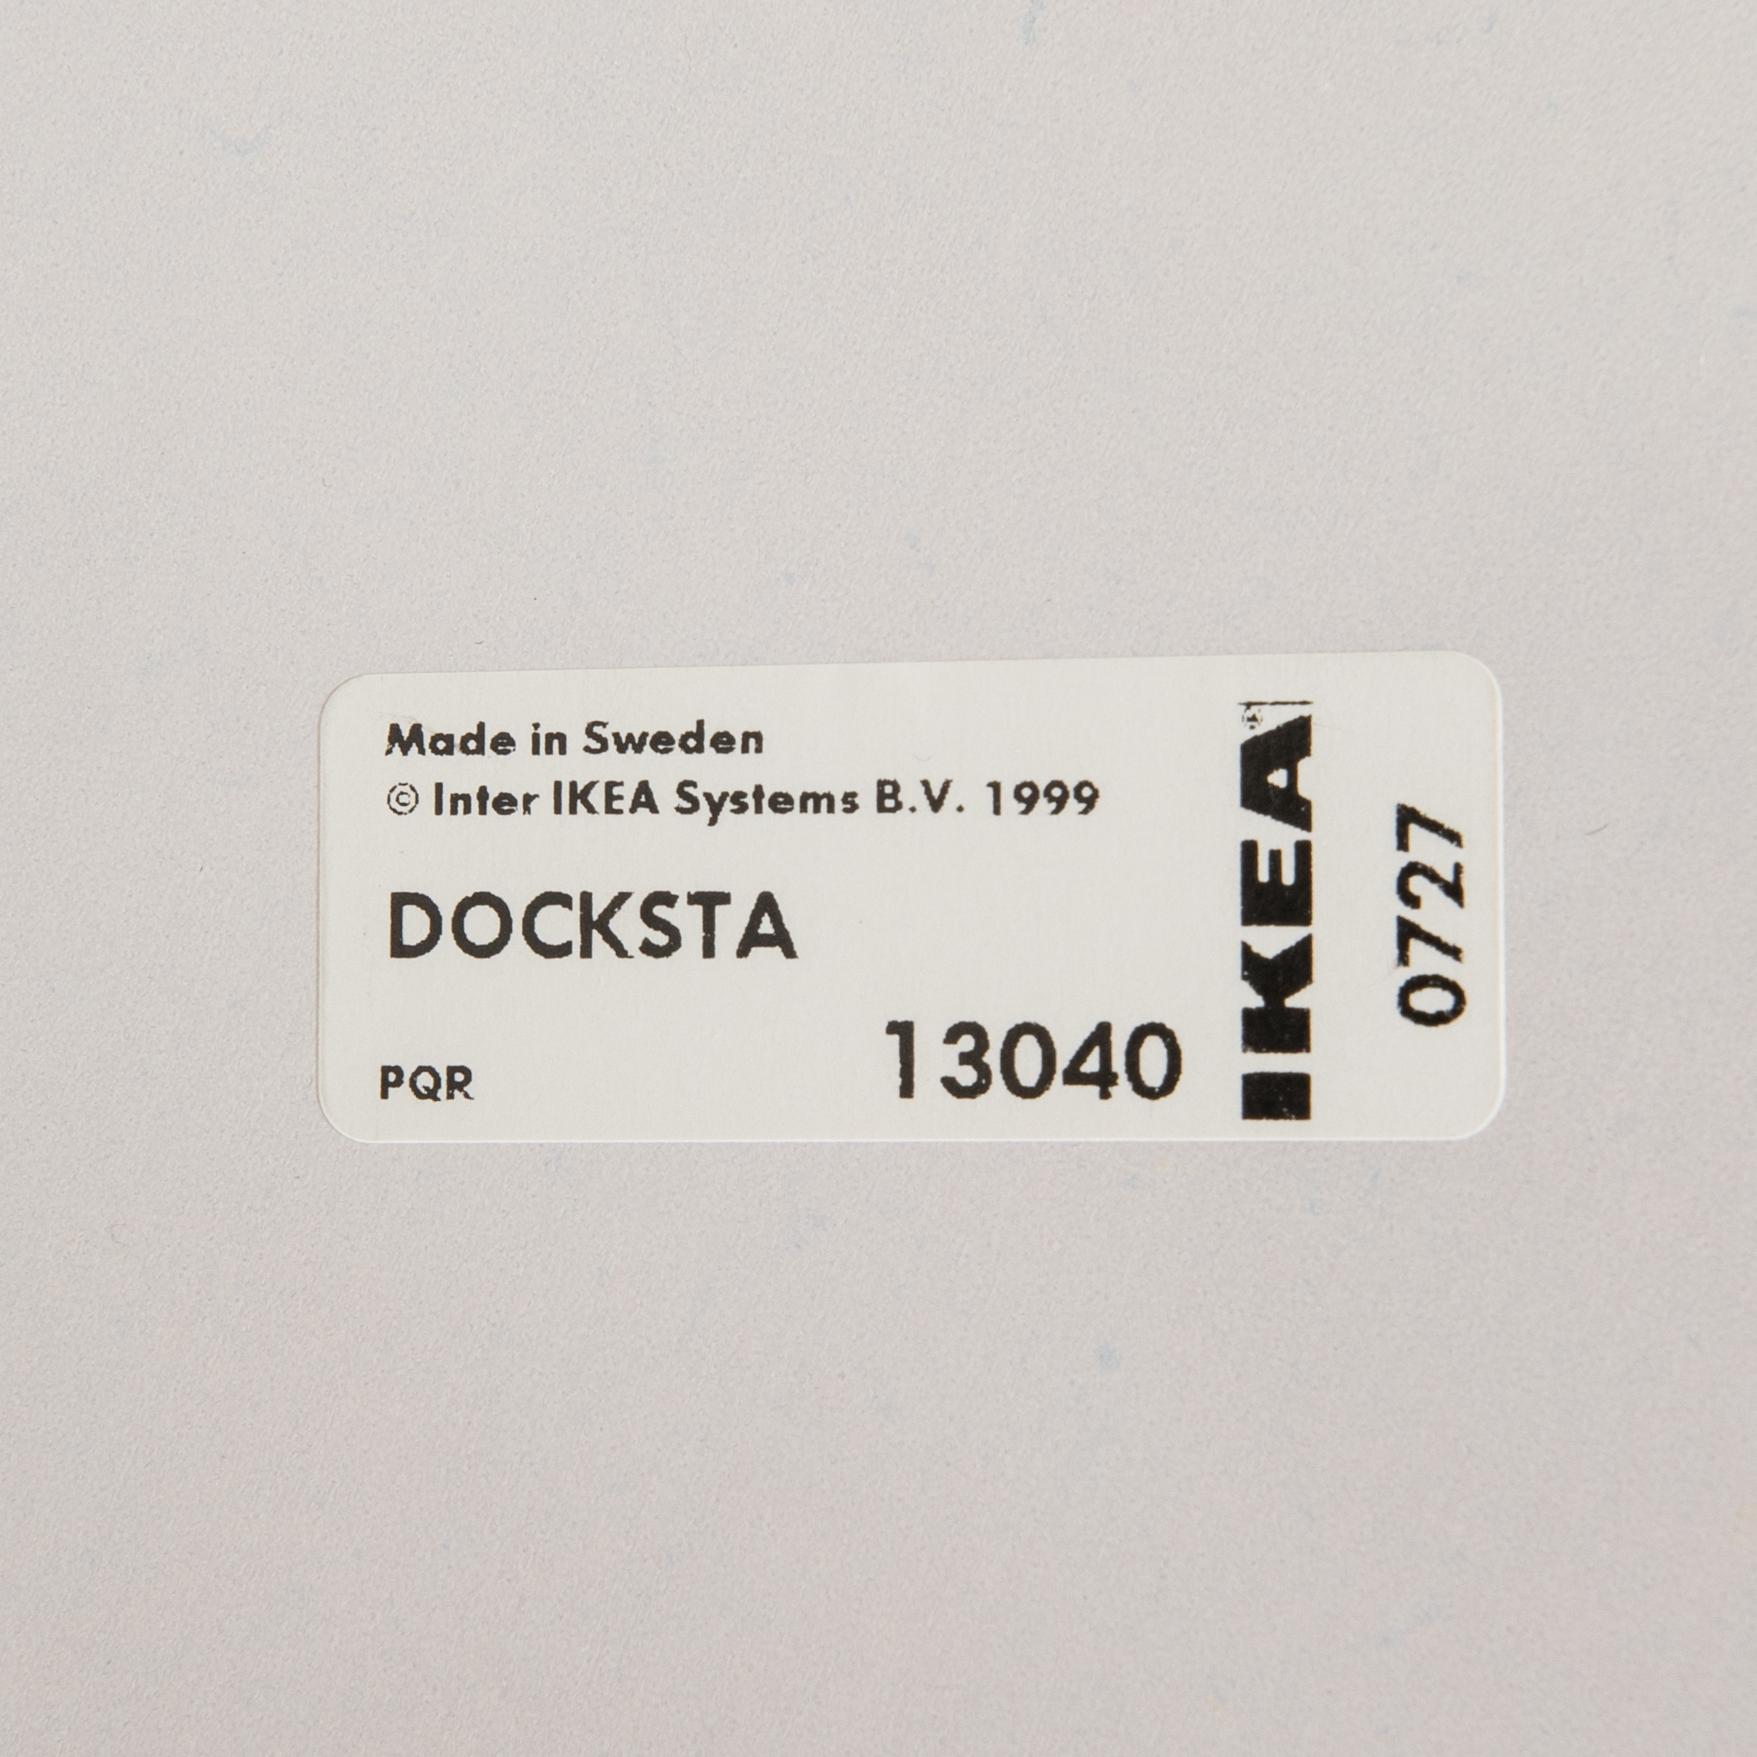 Made in Sweden
© Inter IKEA Systems B.V. 1999
DOCKSTA
PQR
13040
IKEA®
0727